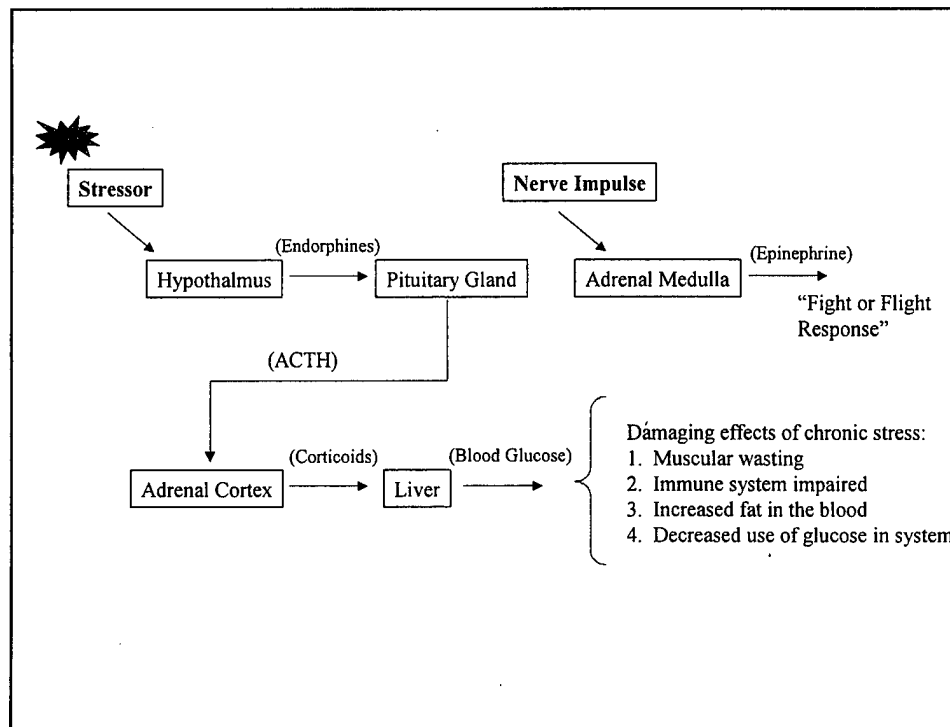 Stressor
Nerve Impulse
(Endorphines)
(Epinephrine)
Hypothalmus
Pituitary Gland
Adrenal Medulla
“Fight or Flight
Response”
(ACTH)
Damaging effects of chronic stress:
(Corticoids)
(Blood Glucose)
1. Muscular wasting
Adrenal Cortex
Liver
2. Immune system impaired
3. Increased fat in the blood
4. Decreased use of glucose in system